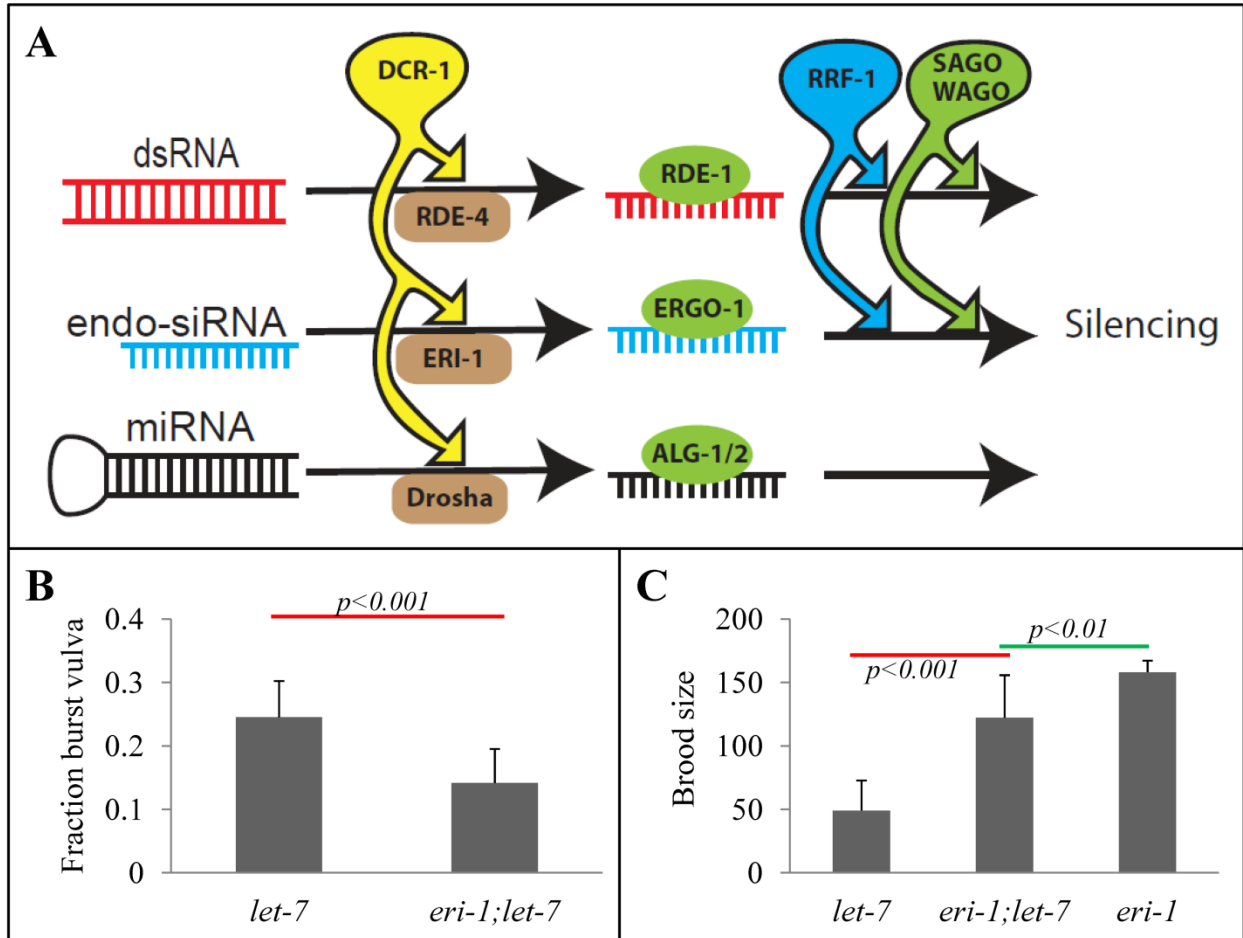 A
DCR-1
RRF-1
SAGO
WAGO
dsRNA
RDE-4
RDE-1
endo-siRNA
ERI-1
ERGO-1
Silencing
miRNA
Drosha
ALG-1/2
B
p<0.001
Fraction burst vulva
0.4
0.3
0.2
0.1
0
let-7
eri-1;let-7
C
p<0.01
p<0.001
Brood size
200
150
100
50
0
let-7
eri-1;let-7
eri-1